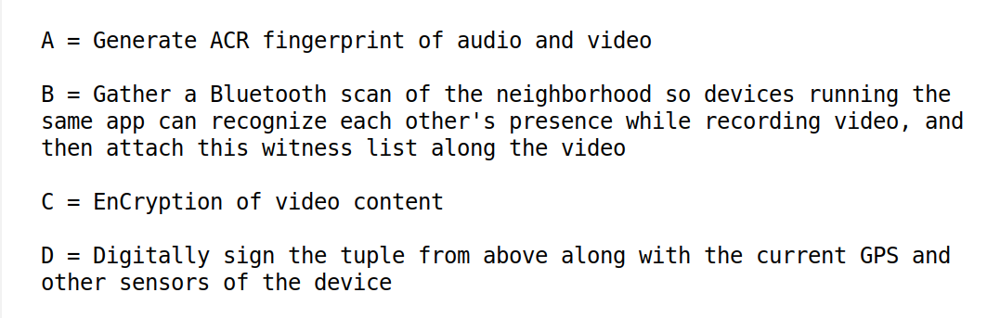 A = Generate ACR fingerprint of audio and video
B = Gather a Bluetooth scan of the neighborhood so devices running the
same app can recognize each other's presence while recording video, and
then attach this witness list along the video
C = EnCryption of video content
D = Digitally sign the tuple from above along with the current GPS and
other sensors of the device